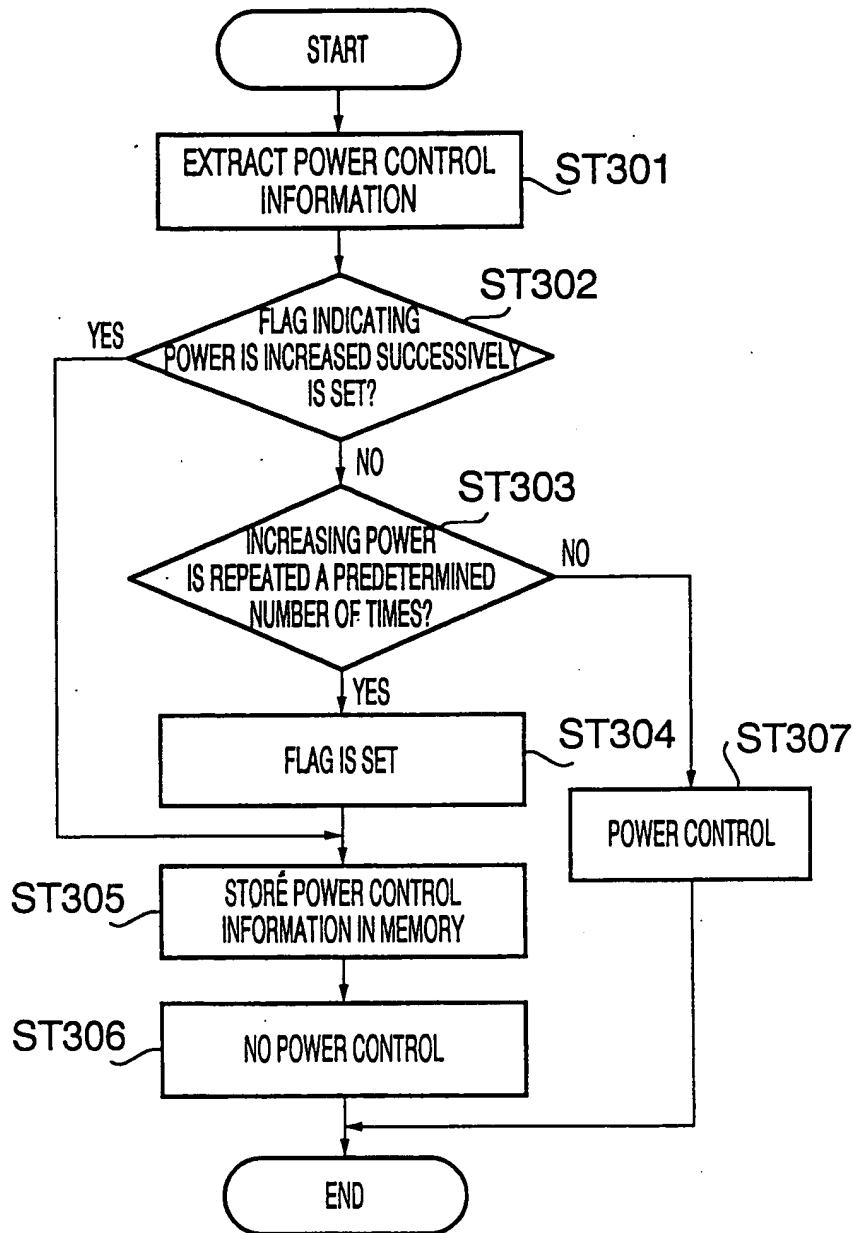 START
EXTRACT POWER CONTROL
INFORMATION
ST301
ST302
FLAG INDICATING
POWER IS INCREASED SUCCESSIVELY
IS SET?
YES
NO
ST303
INCREASING POWER
IS REPEATED A PREDETERMINED
NUMBER OF TIMES?
NO
YES
FLAG IS SET
ST304
ST307
POWER CONTROL
ST305
STORE POWER CONTROL
INFORMATION IN MEMORY
ST306
NO POWER CONTROL
END